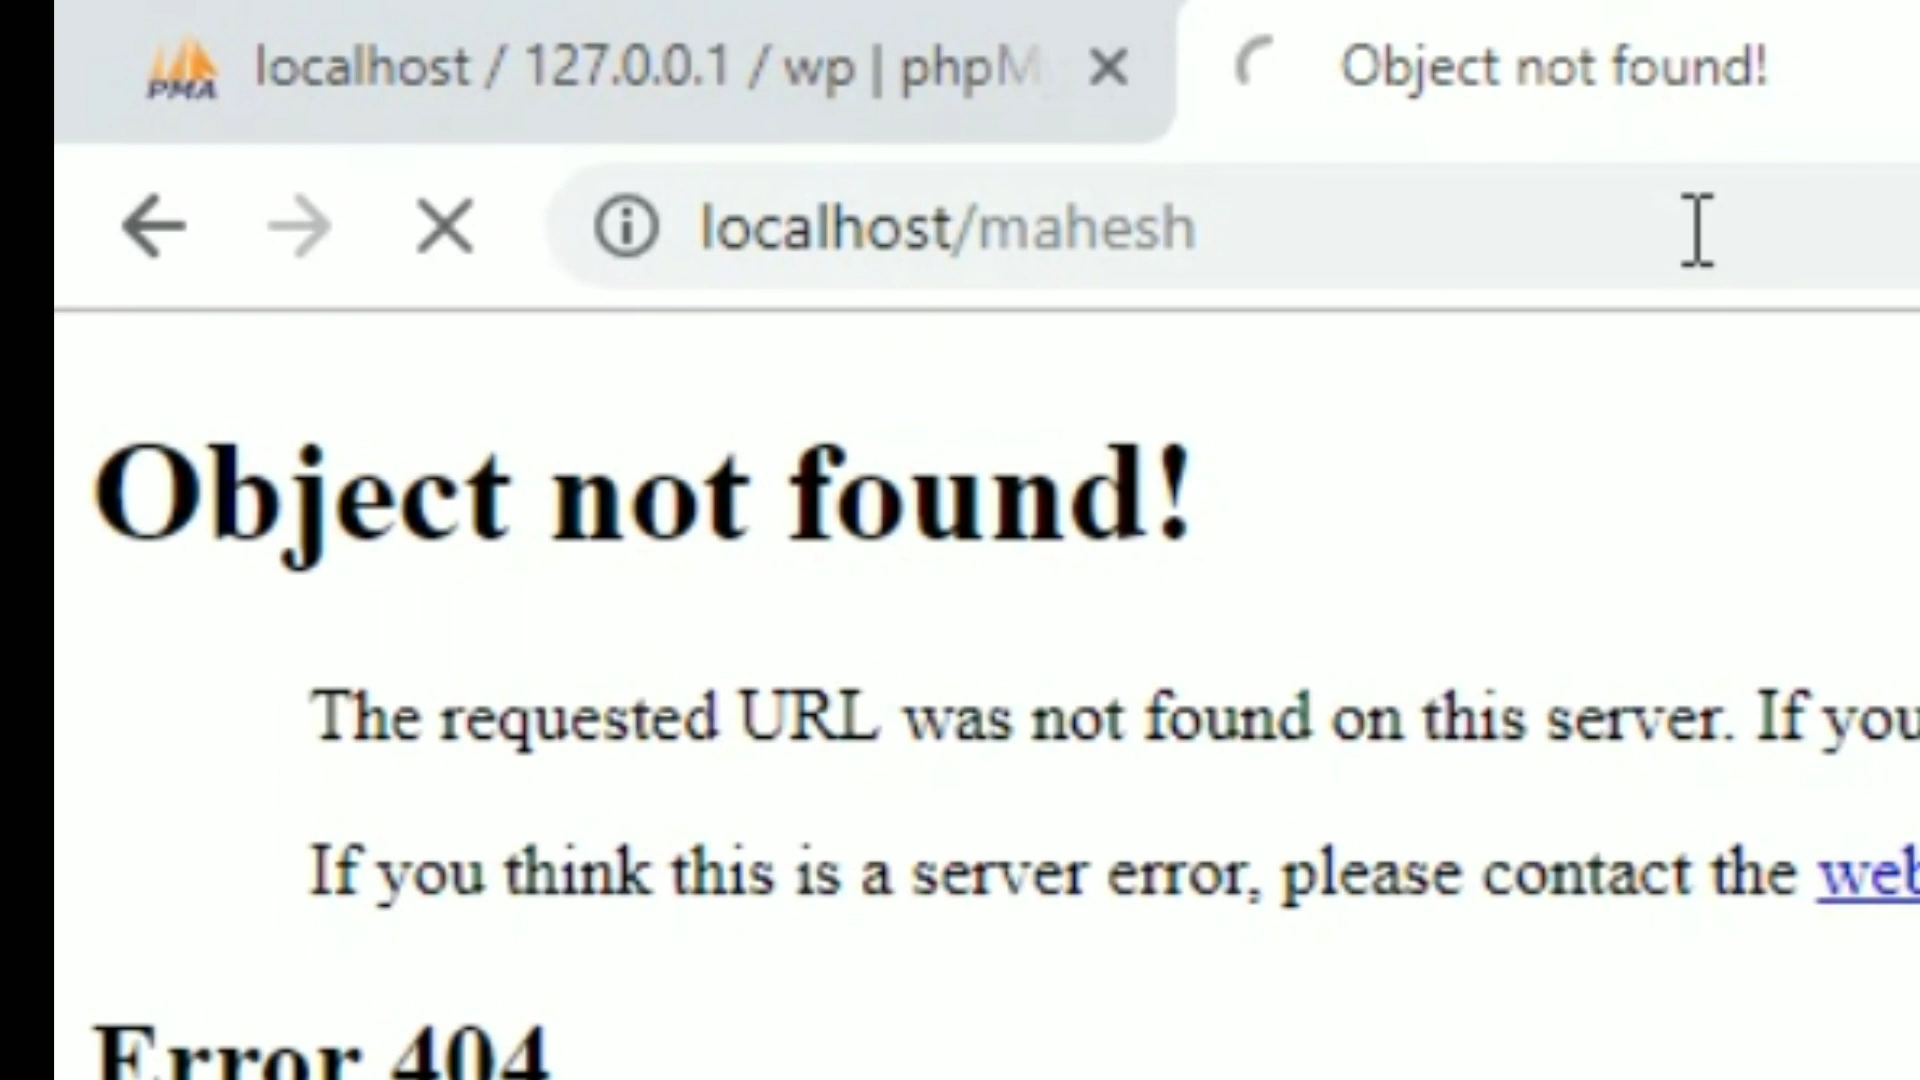 PMA localhost / 127.0.0.1 / wp | phpM Object not found!
localhost/mahesh
Object not found!
The requested URL was not found on this server. If you
If you think this is a server error, please contact the web
Error 404